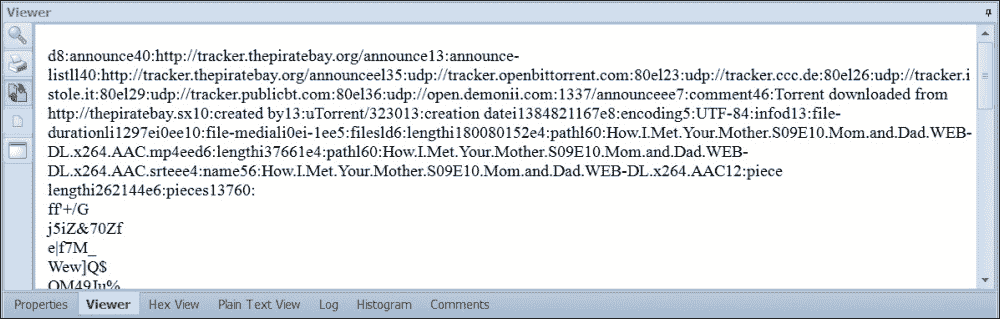 Viewer
d8:announce40:http://tracker.thepiratebay.org/announce13:announce-
listll40:http://tracker.thepiratebay.org/announceel35:udp://tracker.openbittorrent.com:80el23:udp://tracker.ccc.de:80el26:udp://tracker.i
stole.it:80el29:udp://tracker.publicbt.com:80el36:udp://open.demonii.com:1337/announceee7:comment46:Torrent downloaded from
http://thepiratebay.sx10:created by13:uTorrent/323013:creation datei1384821167e8:encoding5:UTF-84:infod13:file-
durationli1297ei0ee10:file-mediali0ei-1ee5:filesld6:lengthi180080152e4:pathl60:How.I.Met.Your.Mother.S09E10.Mom.and.Dad.WEB-
DL.x264.AAC.mp4eed6:lengthi37661e4:pathl60:How.I.Met.Your.Mother.S09E10.Mom.and.Dad.WEB-
DL.x264.AAC.srteee4:name56:How.I.Met.Your.Mother.S09E10.Mom.and.Dad.WEB-DL.x264.AAC12:piece
lengthi262144e6:pieces13760:
ff'+/G
j5iZ&70Zf
e|f7M_
Wew]Q$
OM49Ju%
Properties Viewer Hex View Plain Text View Log Histogram Comments